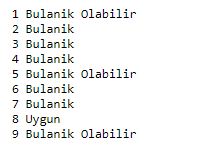 1 Bulanik Olabilir
2 Bulanik
3 Bulanik
4 Bulanik
5 Bulanik Olabilir
6 Bulanik
7 Bulanik
8 Uygun
9 Bulanik Olabilir